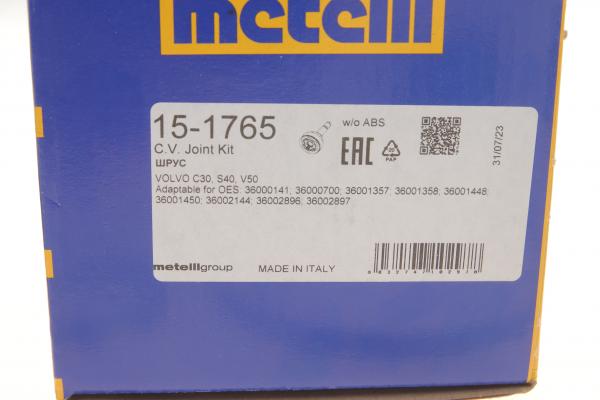 metelli
15-1765
w/o ABS
C.V. Joint Kit
ШРУС
EAC
PAP
31/07/23
VOLVO C30, S40, V50
Adaptable for OES: 36000141; 36000700; 36001357; 36001358; 36001448;
36001450; 36002144; 36002896; 36002897
metelligroup
MADE IN ITALY